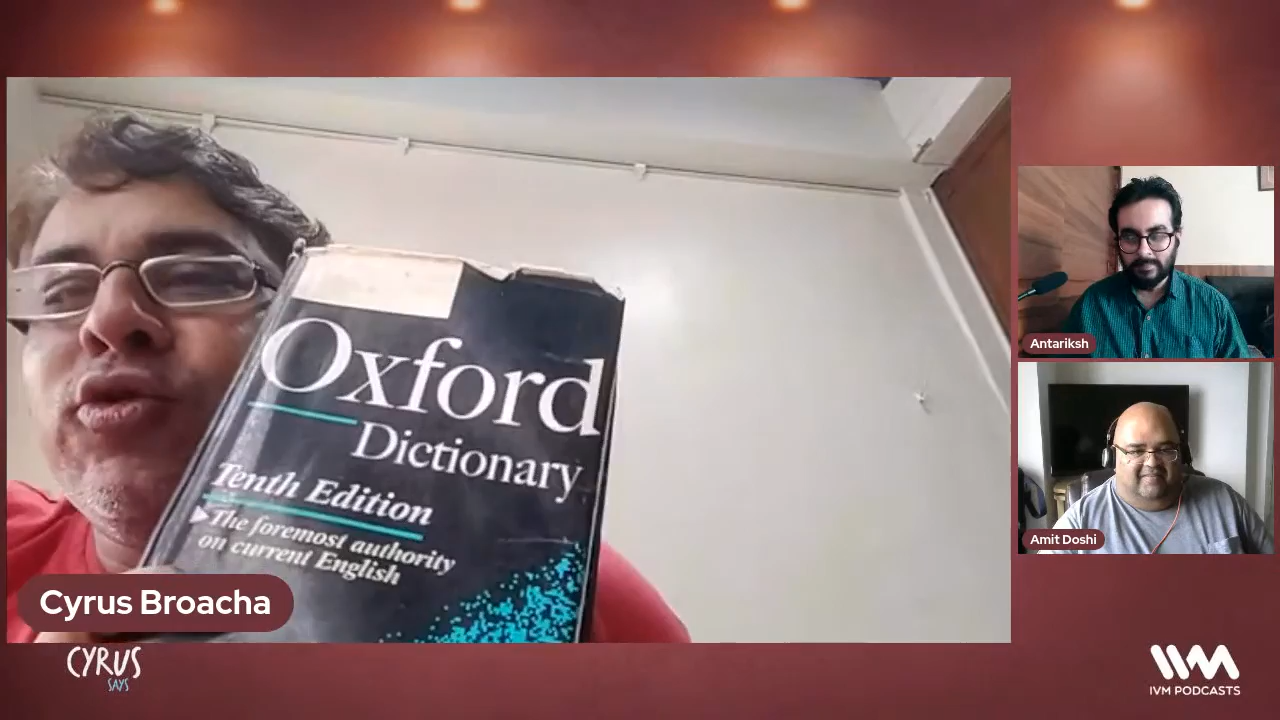 Oxford
Dictionary
Tenth Edition
The foremost authority
on current English
Cyrus Broacha
Antariksh
Amit Doshi
CYRUS
SAYS
IVM PODCASTS